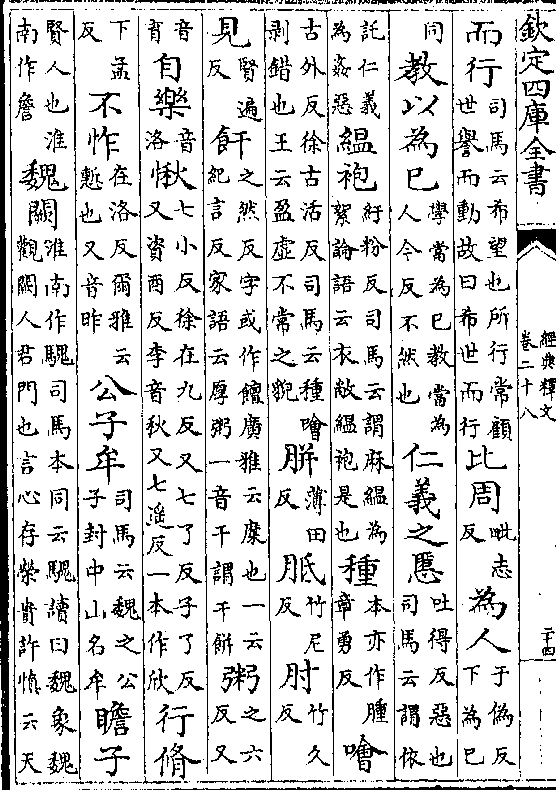 欽定四庫全書
經典釋文
卷二十八
二十四
而行司馬云希望也所行常顧世譽而動故曰希世而行比周毗志反為人于偽反下為已
同教以為已學當為已教當為人今反不然也仁義之慝吐得反惡也司馬云謂依
託仁義為姦惡緼袍紆粉反司馬云謂麻緼為絮論語云衣敝緼袍是也種本亦作腫章勇反噲
古外反徐古活反司馬云種噲剥錯也王云盈虛不常之貌胼薄田反胝竹尼反肘竹久反
見賢遍反飦之然反字或作饘廣雅云糜也一云紀言反家語云厚粥一音干謂干餅粥之六反又
音育自樂音洛愀七小反徐在九反又七了反子了反又資酉反李音秋又七遙反一本作欣行脩
下孟反不怍在洛反爾雅云慙也又音昨公子牟司馬云魏之公子封中山名牟瞻子
賢人也淮南作詹魏闕淮南作騩司馬本同云騩讀曰魏象魏觀闕人君門也言心存榮貴許慎云天